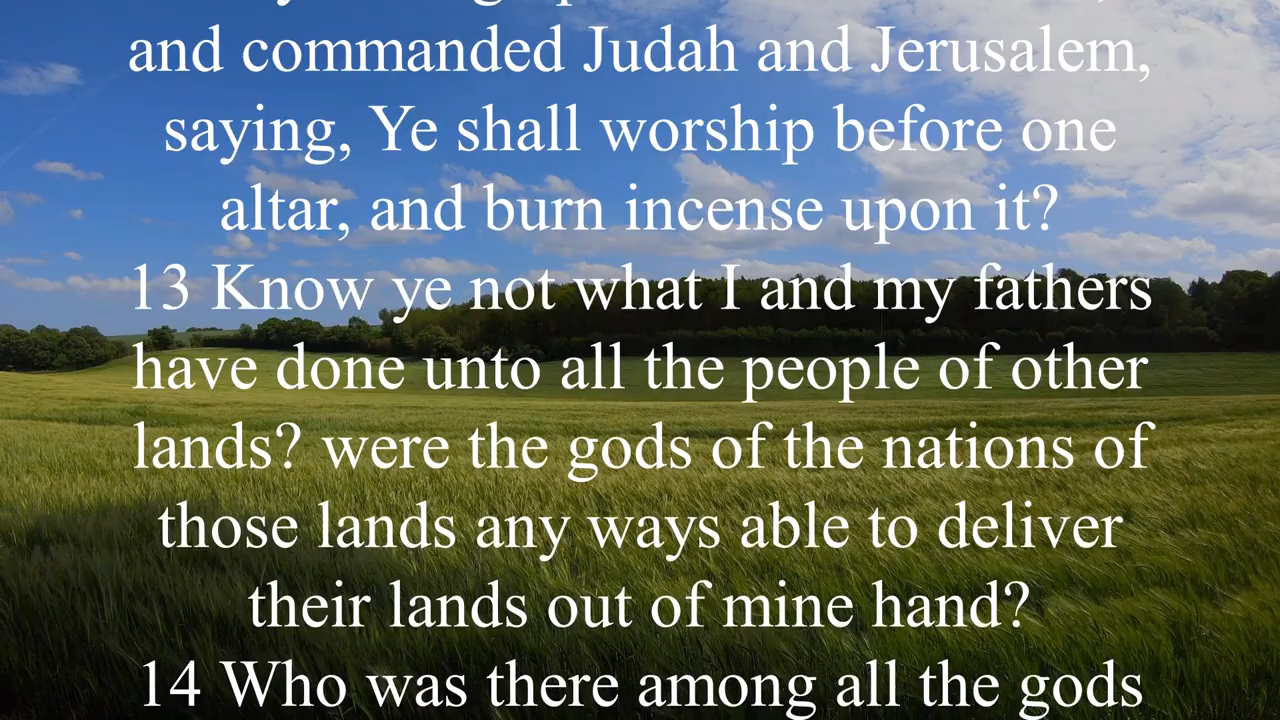 and commanded Judah and Jerusalem,
saying, Ye shall worship before one
altar, and burn incense upon it?
13 Know ye not what I and my fathers
have done unto all the people of other
lands? were the gods of the nations of
those lands any ways able to deliver
their lands out of mine hand?
14 Who was there among all the gods